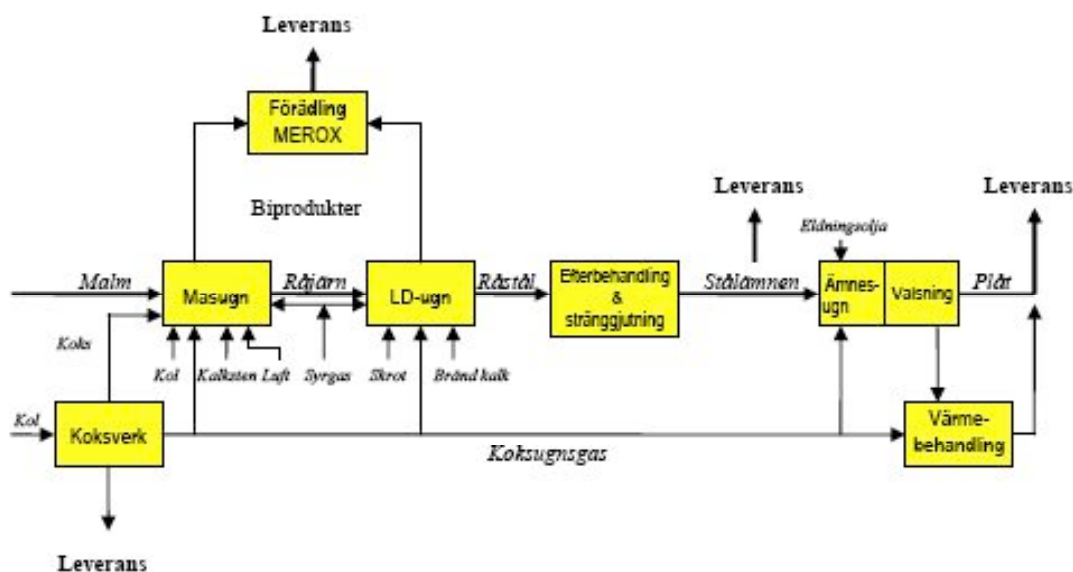 Leverans
Förädling
MEROX
Biprodukter
Leverans
Leverans
Eldningsolja
Malm
Masugn
Råjärn
LD-ugn
Råstål
Efterbehandling
&
stränggjutning
Stålämnen
Ämnes-
ugn
Valsning
Plåt
Koks
Kol
Kalksten
Luft
Syrgas
Skrot
Bränd kalk
Kol
Koksverk
Koksugnsgas
Värme-
behandling
Leverans